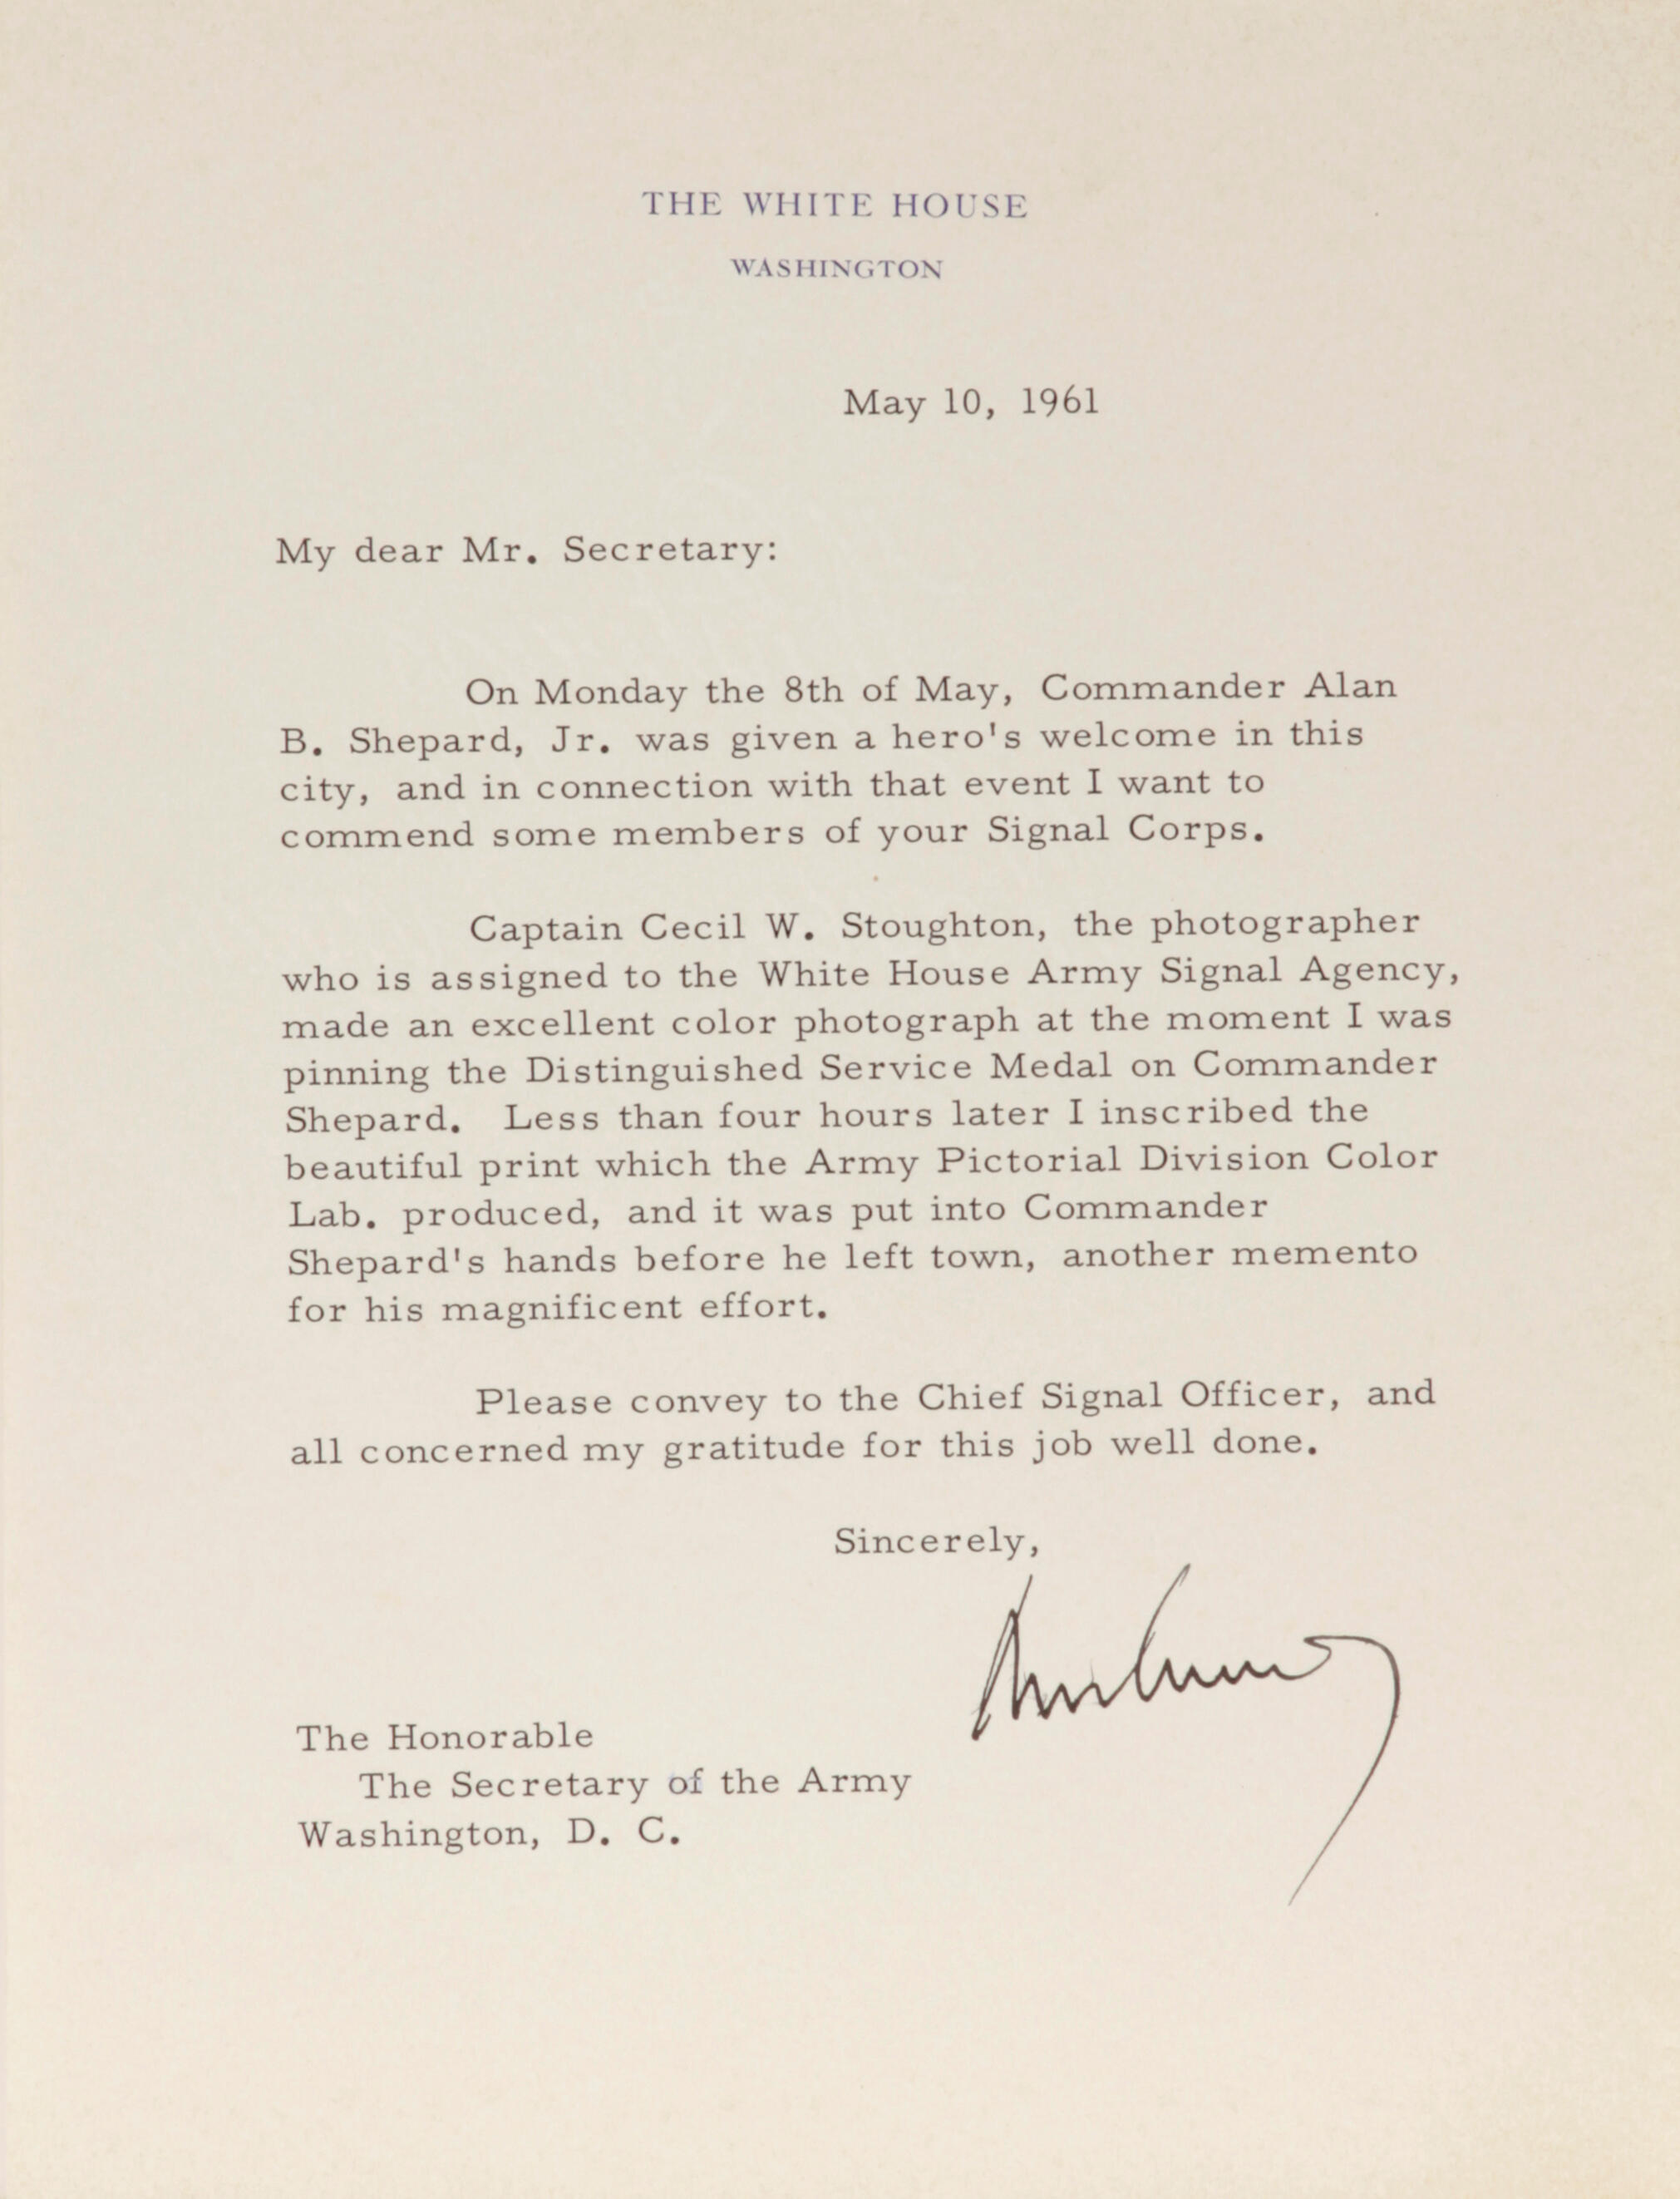 THE WHITE HOUSE
WASHINGTON
May 10, 1961
My dear Mr. Secretary:
On Monday the 8th of May, Commander Alan
B. Shepard, Jr. was given a hero's welcome in this
city, and in connection with that event I want to
commend some members of your Signal Corps.
Captain Cecil W. Stoughton, the photographer
who is assigned to the White House Army Signal Agency,
made an excellent color photograph at the moment I was
pinning the Distinguished Service Medal on Commander
Shepard. Less than four hours later I inscribed the
beautiful print which the Army Pictorial Division Color
Lab. produced, and it was put into Commander
Shepard's hands before he left town, another memento
for his magnificent effort.
Please convey to the Chief Signal Officer, and
all concerned my gratitude for this job well done.
Sincerely,
The Honorable
The Secretary of the Army
Washington, D. C.